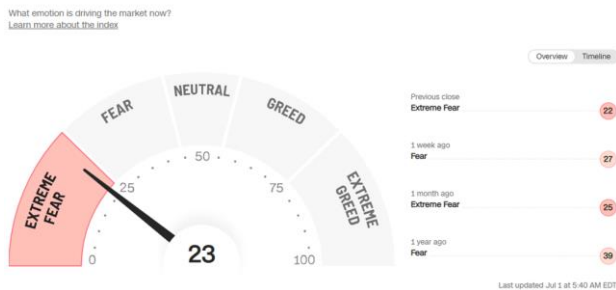 What emotion is driving the market now?
Learn more about the index
Overview Timeline
EXTREME FEAR
FEAR
NEUTRAL
GREED
EXTREME GREED
0
25
50
75
100
23
Previous close
Extreme Fear 22
1 week ago
Fear 27
1 month ago
Extreme Fear 25
1 year ago
Fear 39
Last updated Jul 1 at 5:40 AM EDT